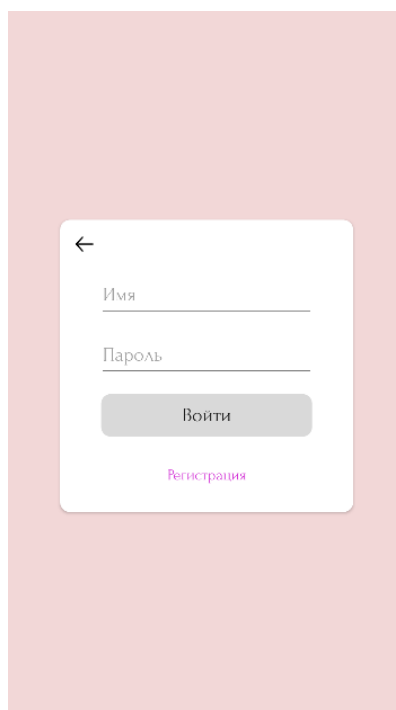 Имя
Пароль
Войти
Регистрация